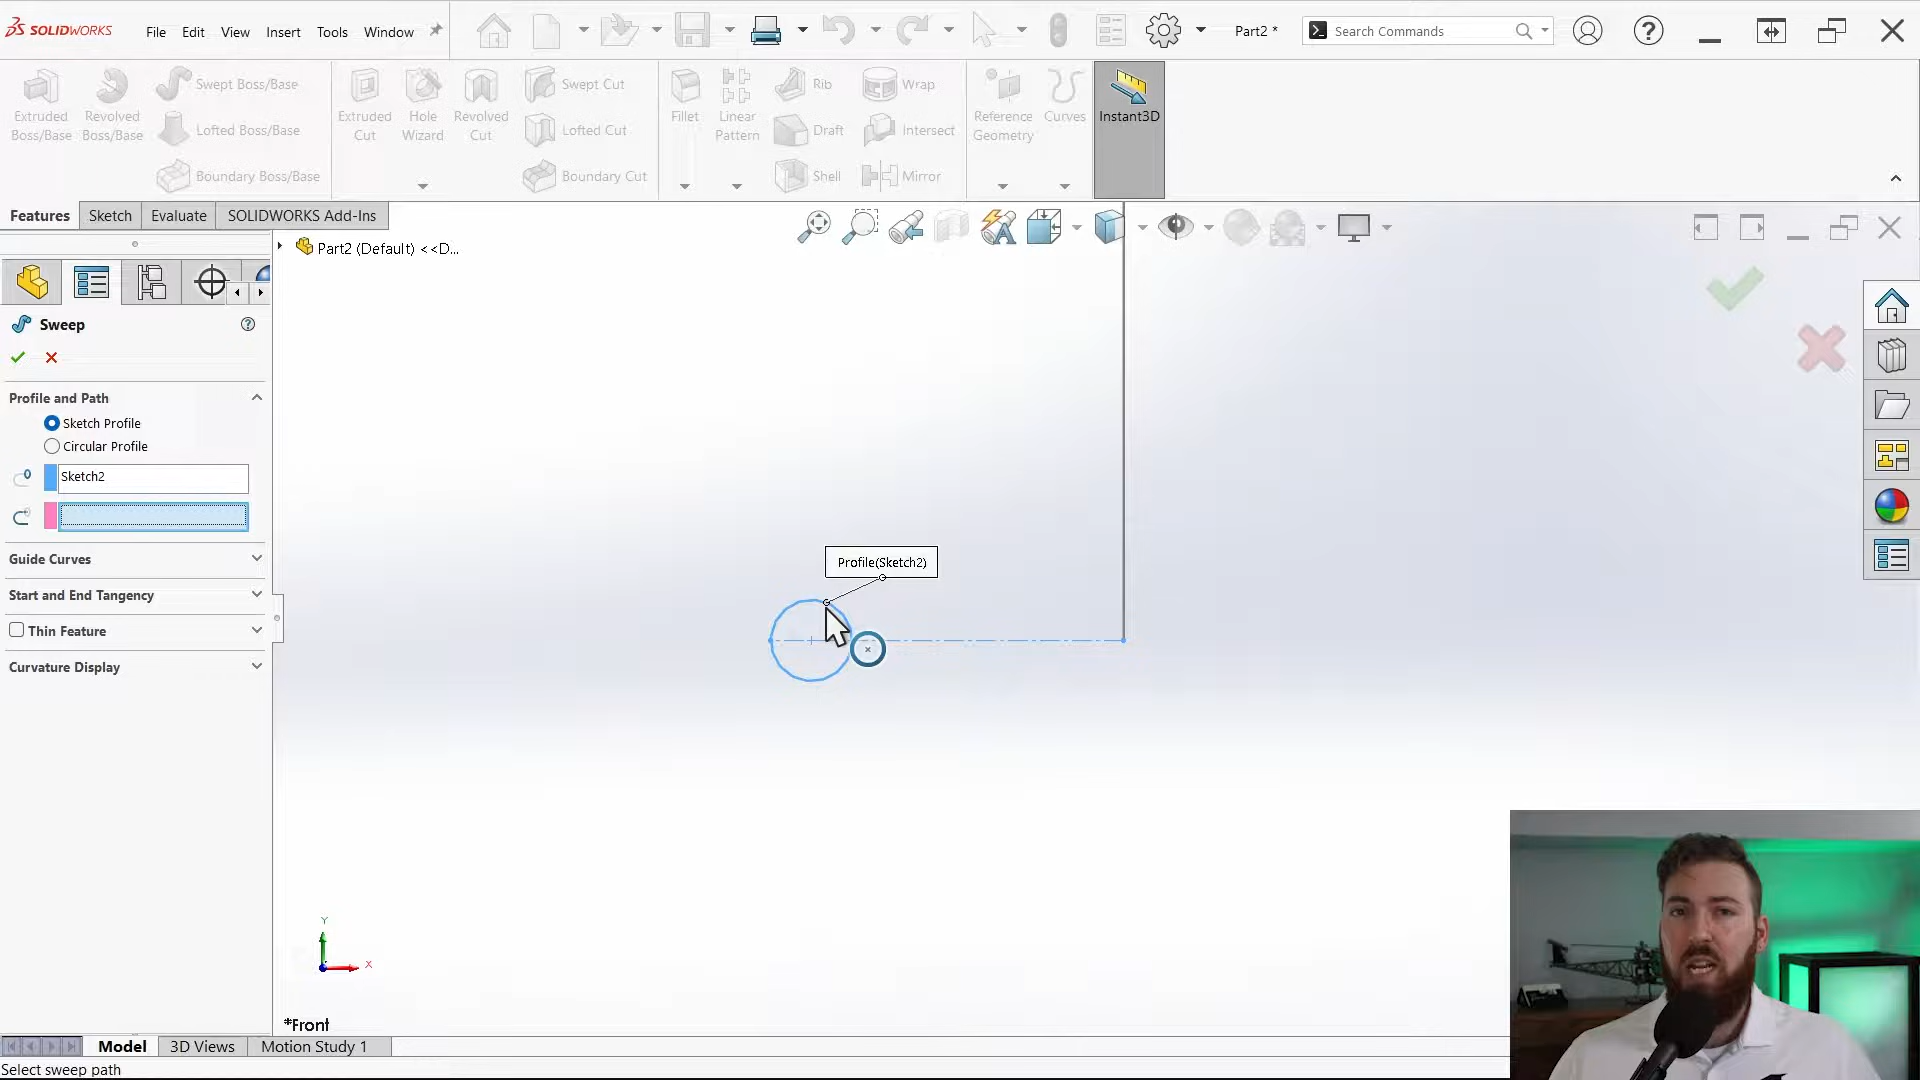 SOLIDWORKS
File Edit View Insert Tools Window
Part2 *
Search Commands
Extruded Boss/Base
Revolved Boss/Base
Swept Boss/Base
Lofted Boss/Base
Boundary Boss/Base
Extruded Cut
Hole Wizard
Revolved Cut
Swept Cut
Lofted Cut
Boundary Cut
Fillet
Linear Pattern
Rib
Draft
Shell
Wrap
Intersect
Mirror
Reference Geometry
Curves
Instant3D
Features Sketch Evaluate SOLIDWORKS Add-Ins
Part2 (Default) <<D...
Sweep
Profile and Path
Sketch Profile
Circular Profile
Sketch2
Guide Curves
Start and End Tangency
Thin Feature
Curvature Display
Profile(Sketch2)
Y
X
*Front
Model 3D Views Motion Study 1
Select sweep path